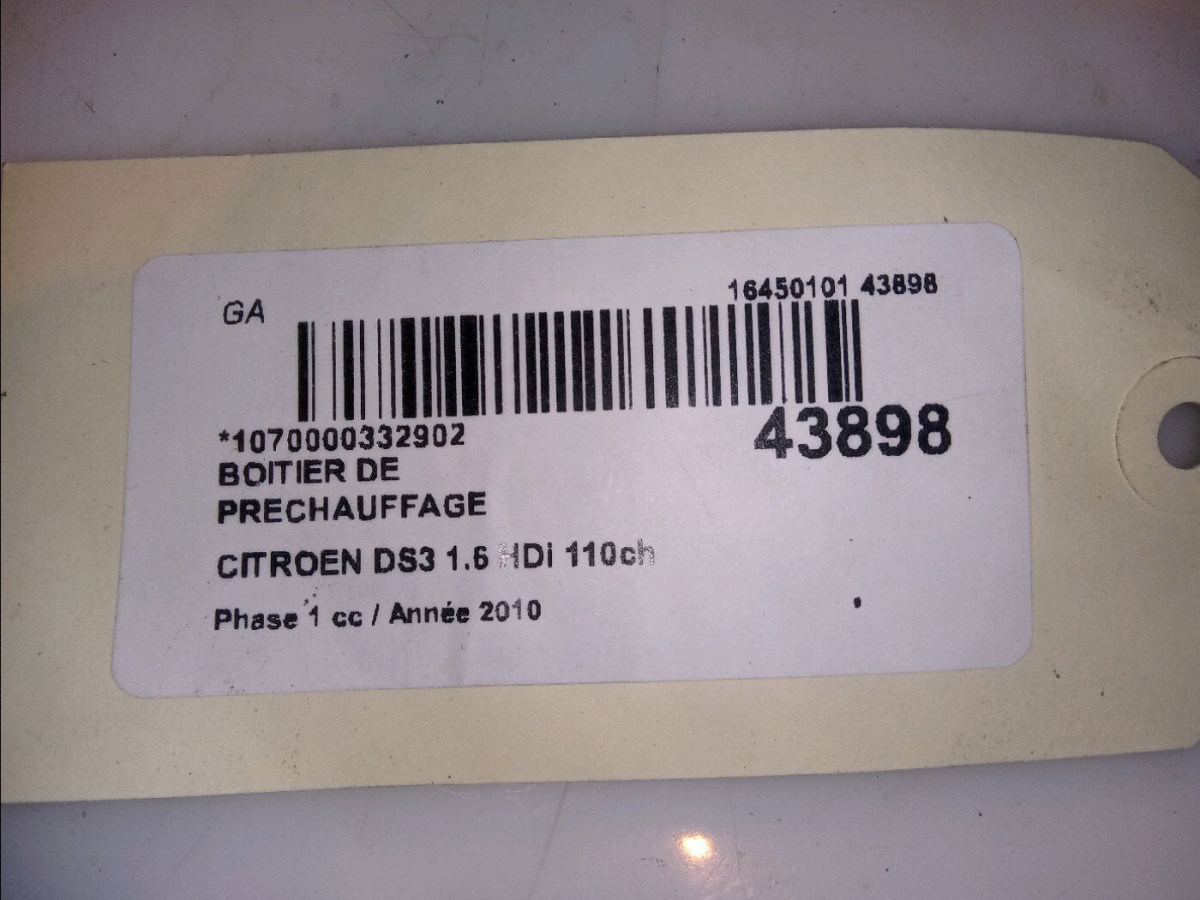 GA
16450101 43898
*1070000332902
43898
BOITIER DE
PRECHAUFFAGE
CITROEN DS3 1.6 HDi 110ch
Phase 1 cc / Année 2010